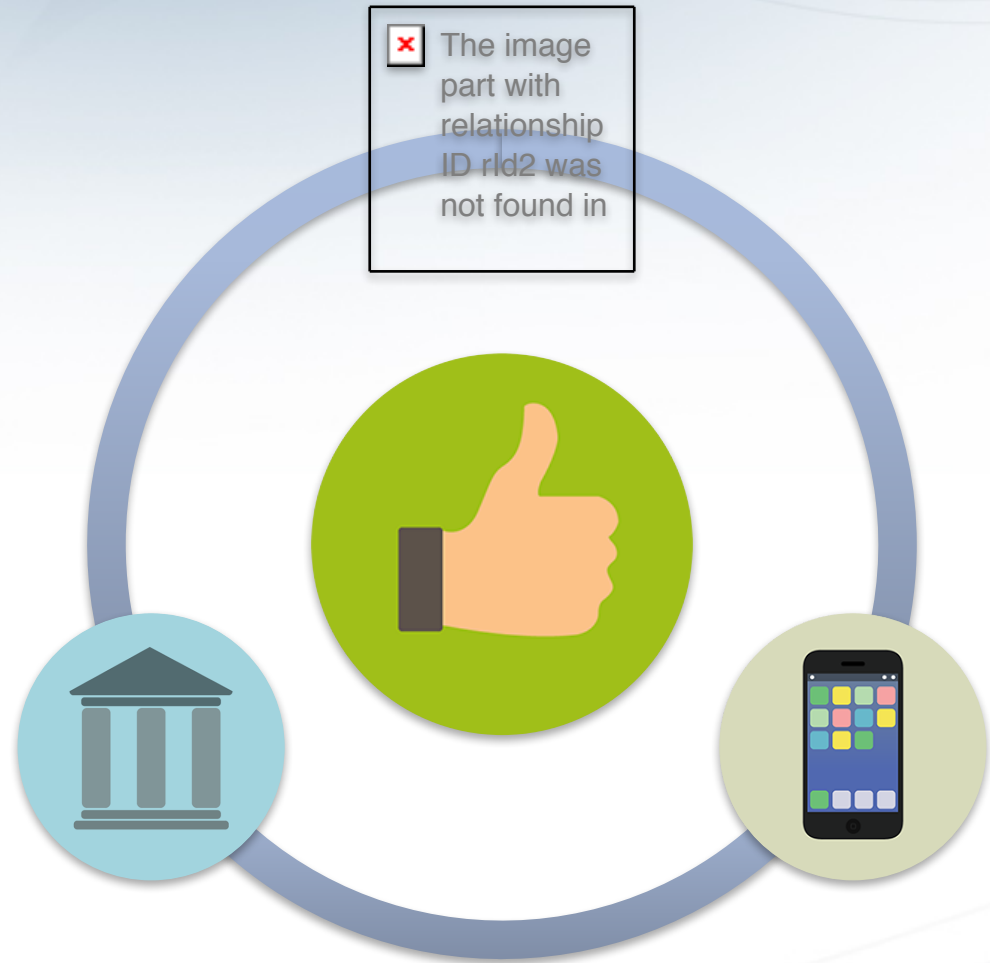 The image
part with
relationship
ID rId2 was
not found in